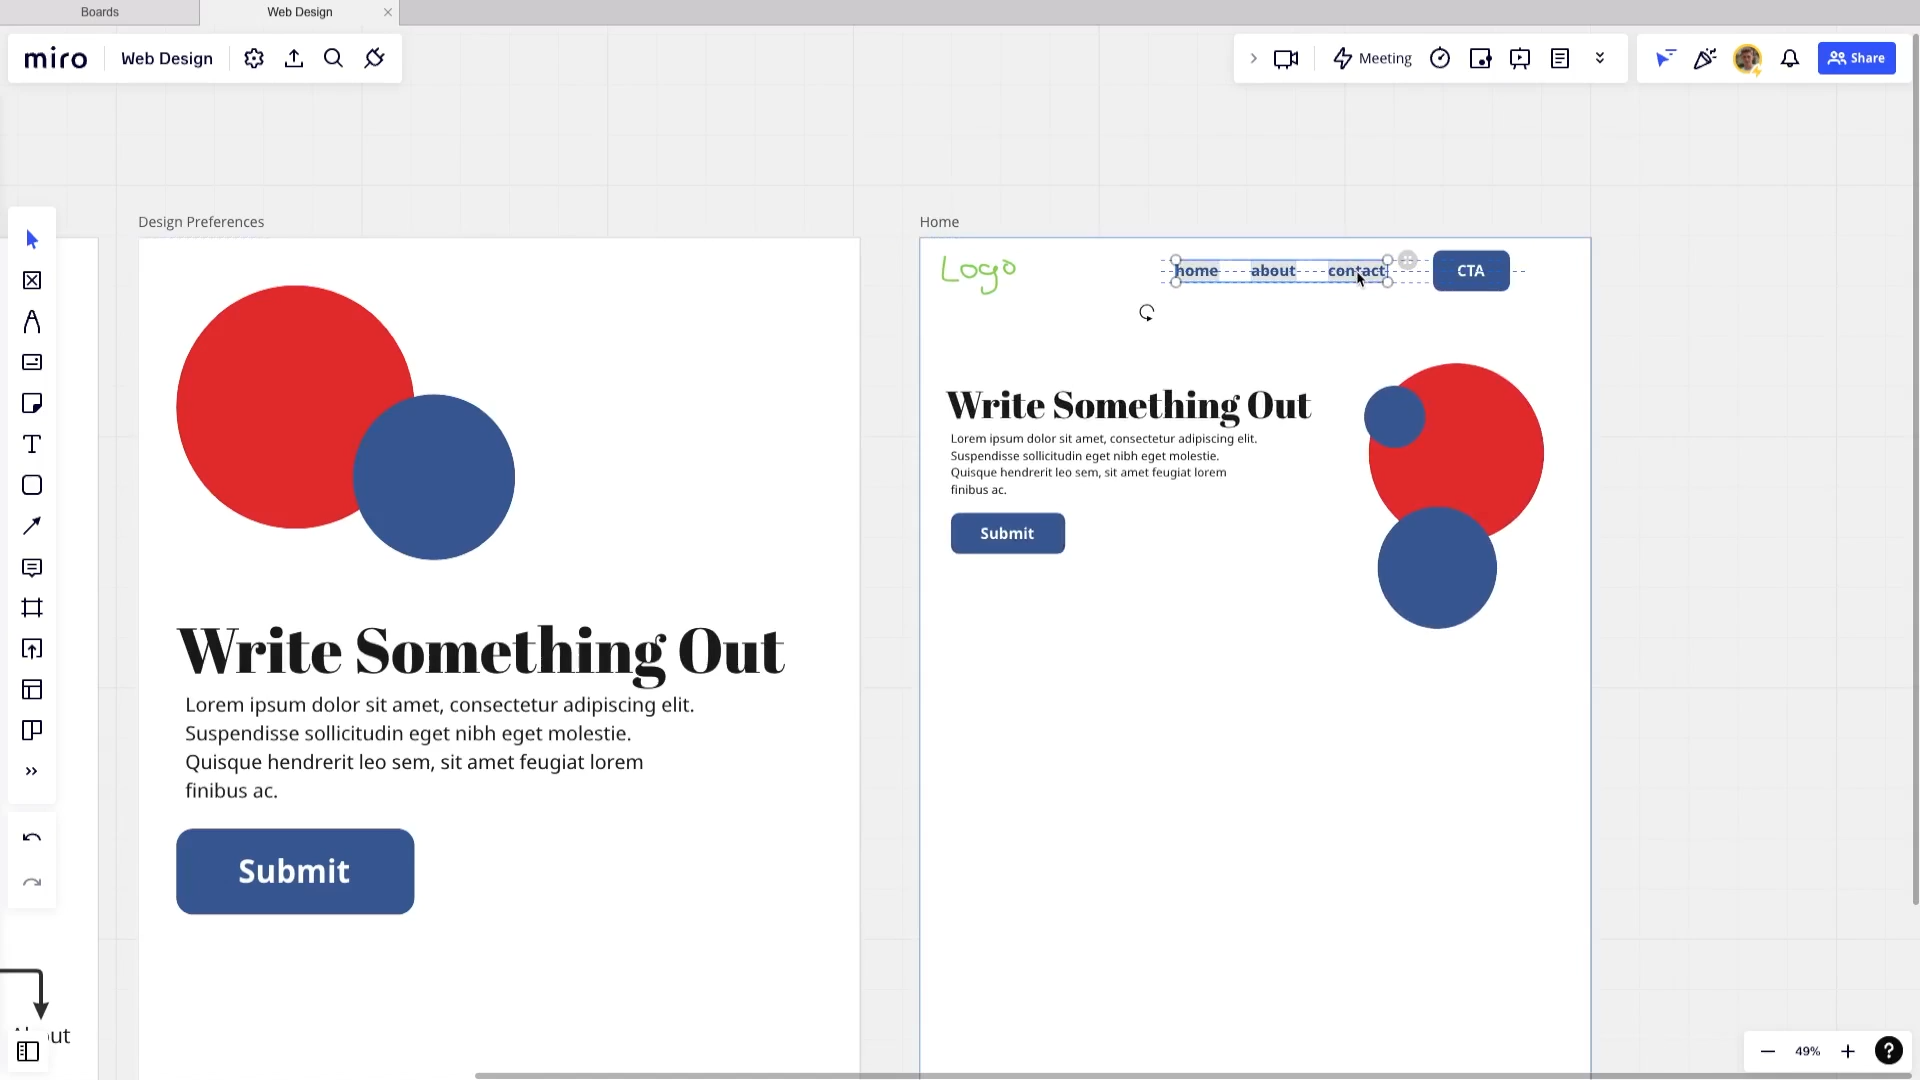 Boards
Web Design
miro
Web Design
Meeting
Share
Design Preferences
Home
Logo
home about contact
CTA
Write Something Out
Lorem ipsum dolor sit amet, consectetur adipiscing elit.
Suspendisse sollicitudin eget nibh eget molestie.
Quisque hendrerit leo sem, sit amet feugiat lorem
finibus ac.
Submit
Write Something Out
Lorem ipsum dolor sit amet, consectetur adipiscing elit.
Suspendisse sollicitudin eget nibh eget molestie.
Quisque hendrerit leo sem, sit amet feugiat lorem
finibus ac.
Submit
49%